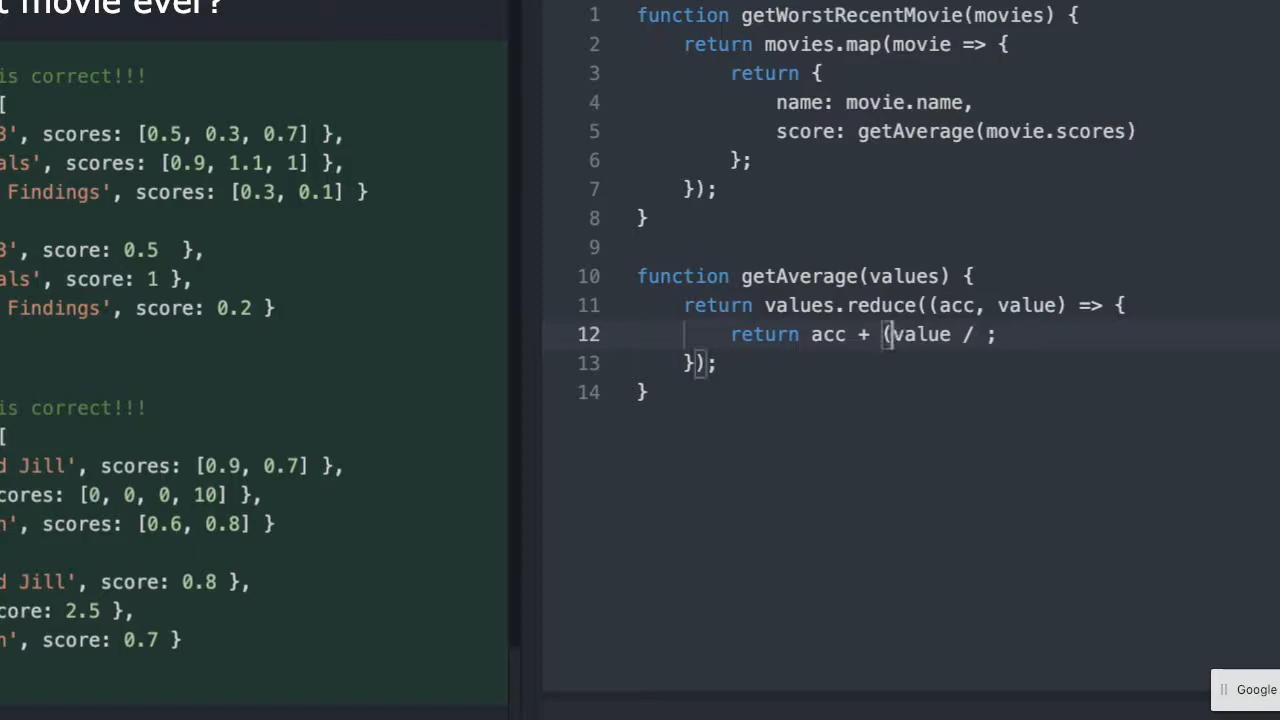 t movie ever?
is correct!!!
[
3', scores: [0.5, 0.3, 0.7] },
als', scores: [0.9, 1.1, 1] },
Findings', scores: [0.3, 0.1] }
3', score: 0.5  },
als', score: 1 },
Findings', score: 0.2 }
is correct!!!
[
d Jill', scores: [0.9, 0.7] },
cores: [0, 0, 0, 10] },
n', scores: [0.6, 0.8] }
d Jill', score: 0.8 },
core: 2.5 },
n', score: 0.7 }
1 function getWorstRecentMovie(movies) {
2 return movies.map(movie => {
3 return {
4 name: movie.name,
5 score: getAverage(movie.scores)
6 };
7 });
8 }
9
10 function getAverage(values) {
11 return values.reduce((acc, value) => {
12 return acc + (value / ;
13 });
14 }
Google